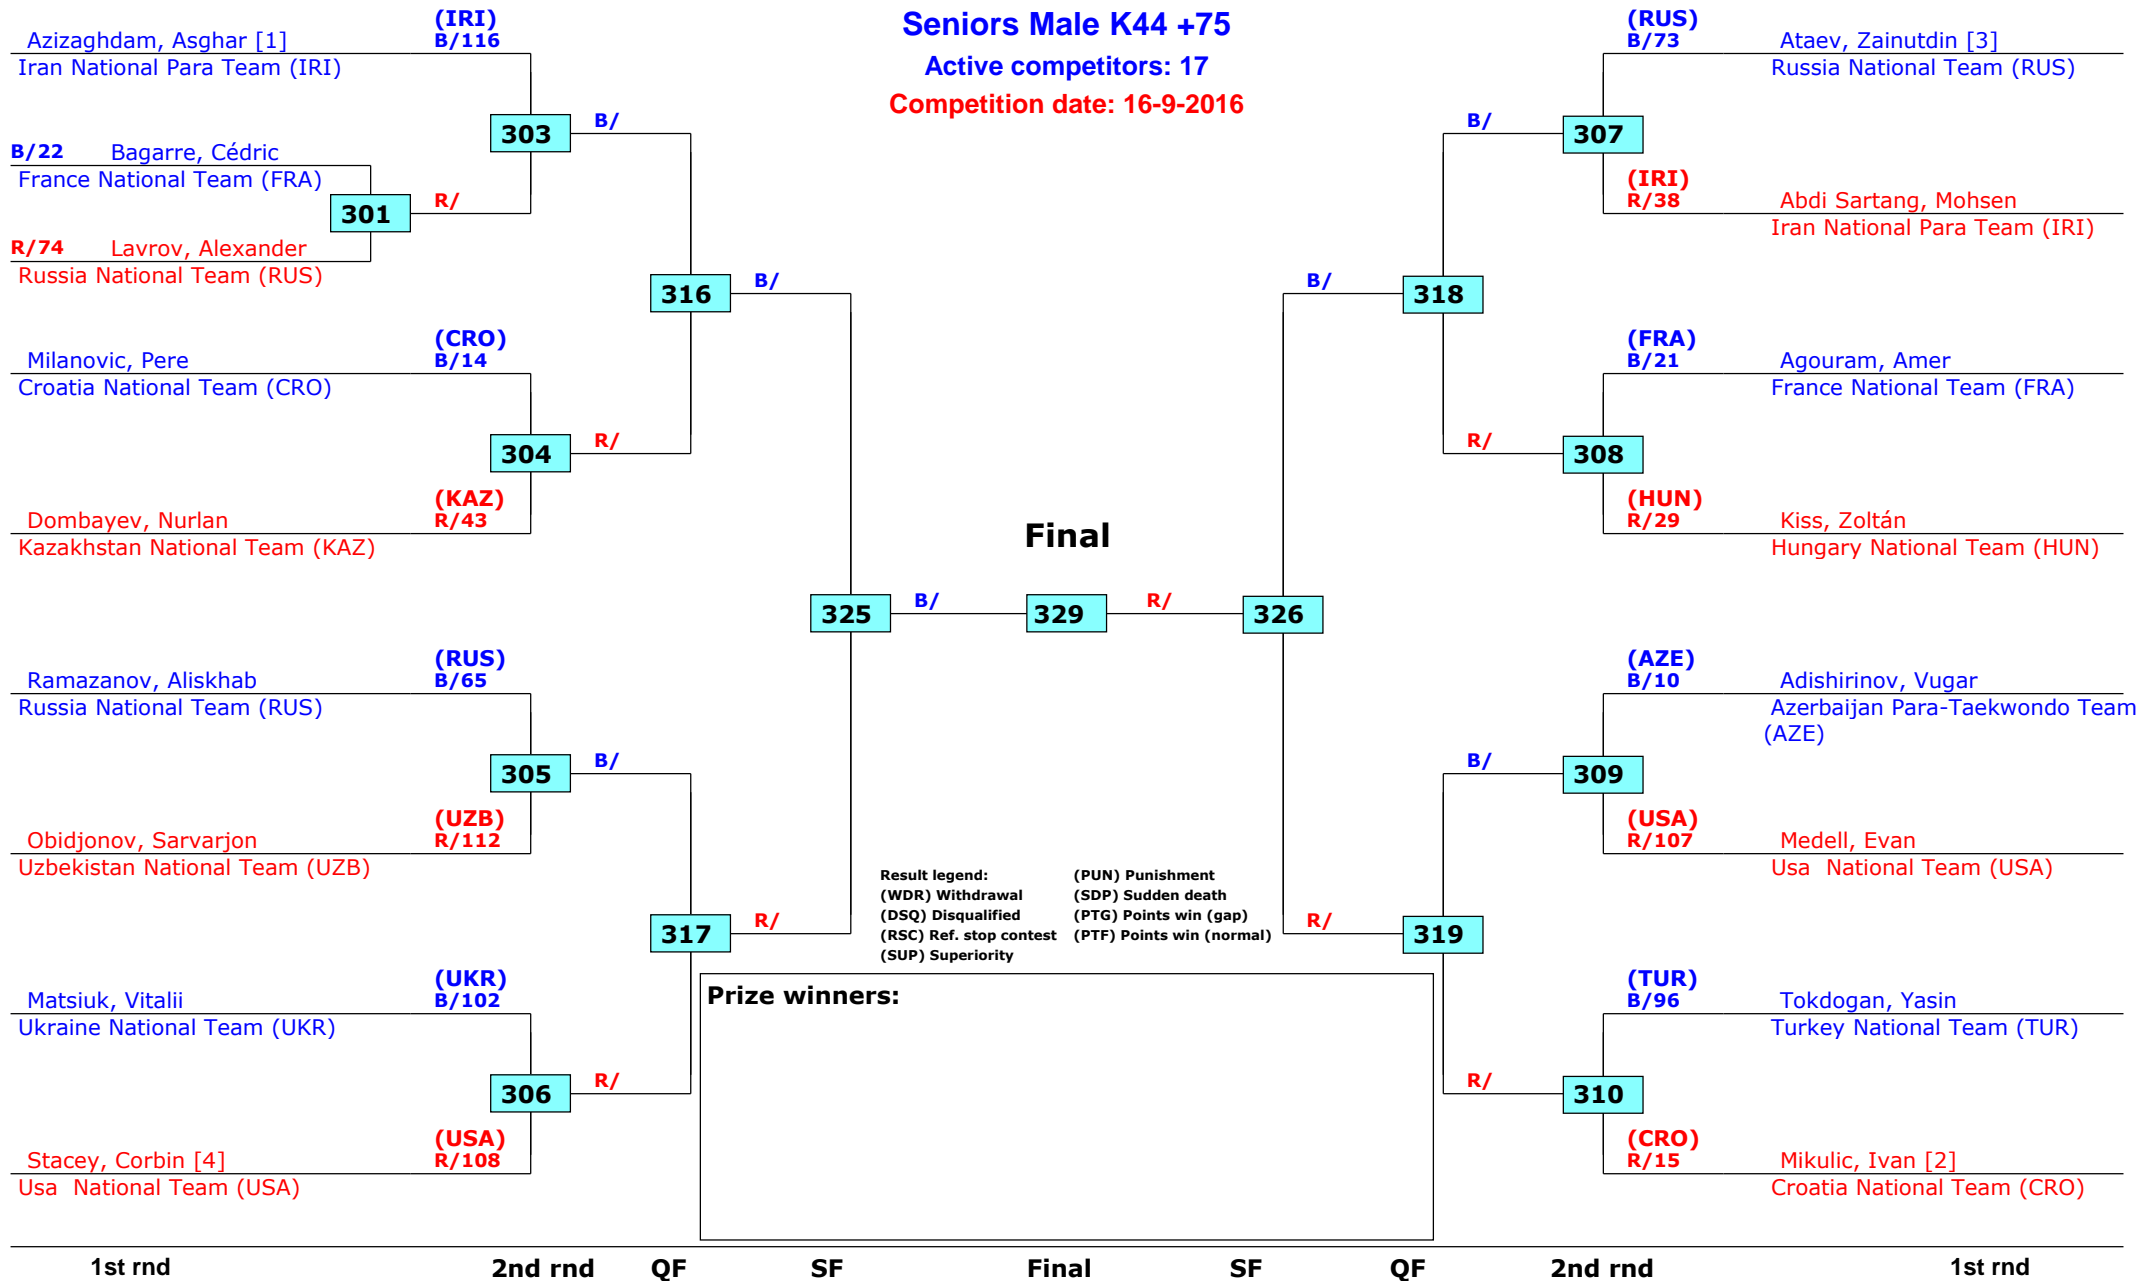 Seniors Male K44 +75
Active competitors: 17
Competition date: 16-9-2016
(IRI)
Azizaghdam, Asghar [1] B/116
Iran National Para Team (IRI)
303
B/
B/22 Bagarre, Cédric
France National Team (FRA)
301
R/
R/74 Lavrov, Alexander
Russia National Team (RUS)
316
B/
(CRO)
Milanovic, Pere B/14
Croatia National Team (CRO)
304
R/
(KAZ)
Dombayev, Nurlan R/43
Kazakhstan National Team (KAZ)
325
B/
(RUS)
Ramazanov, Aliskhab B/65
Russia National Team (RUS)
305
B/
(UZB)
Obidjonov, Sarvarjon R/112
Uzbekistan National Team (UZB)
317
R/
(UKR)
Matsiuk, Vitalii B/102
Ukraine National Team (UKR)
306
R/
(USA)
Stacey, Corbin [4] R/108
Usa  National Team (USA)
Final
329
R/
326
(RUS)
B/73 Ataev, Zainutdin [3]
Russia National Team (RUS)
B/
307
(IRI)
R/38 Abdi Sartang, Mohsen
Iran National Para Team (IRI)
B/
318
(FRA)
B/21 Agouram, Amer
France National Team (FRA)
R/
308
(HUN)
R/29 Kiss, Zoltán
Hungary National Team (HUN)
(AZE)
B/10 Adishirinov, Vugar
Azerbaijan Para-Taekwondo Team
(AZE)
B/
309
(USA)
R/107 Medell, Evan
Usa  National Team (USA)
R/
319
(TUR)
B/96 Tokdogan, Yasin
Turkey National Team (TUR)
R/
310
(CRO)
R/15 Mikulic, Ivan [2]
Croatia National Team (CRO)
Result legend: (PUN) Punishment
(WDR) Withdrawal (SDP) Sudden death
(DSQ) Disqualified (PTG) Points win (gap)
(RSC) Ref. stop contest (PTF) Points win (normal)
(SUP) Superiority
Prize winners:
1st rnd 2nd rnd QF SF Final SF QF 2nd rnd 1st rnd